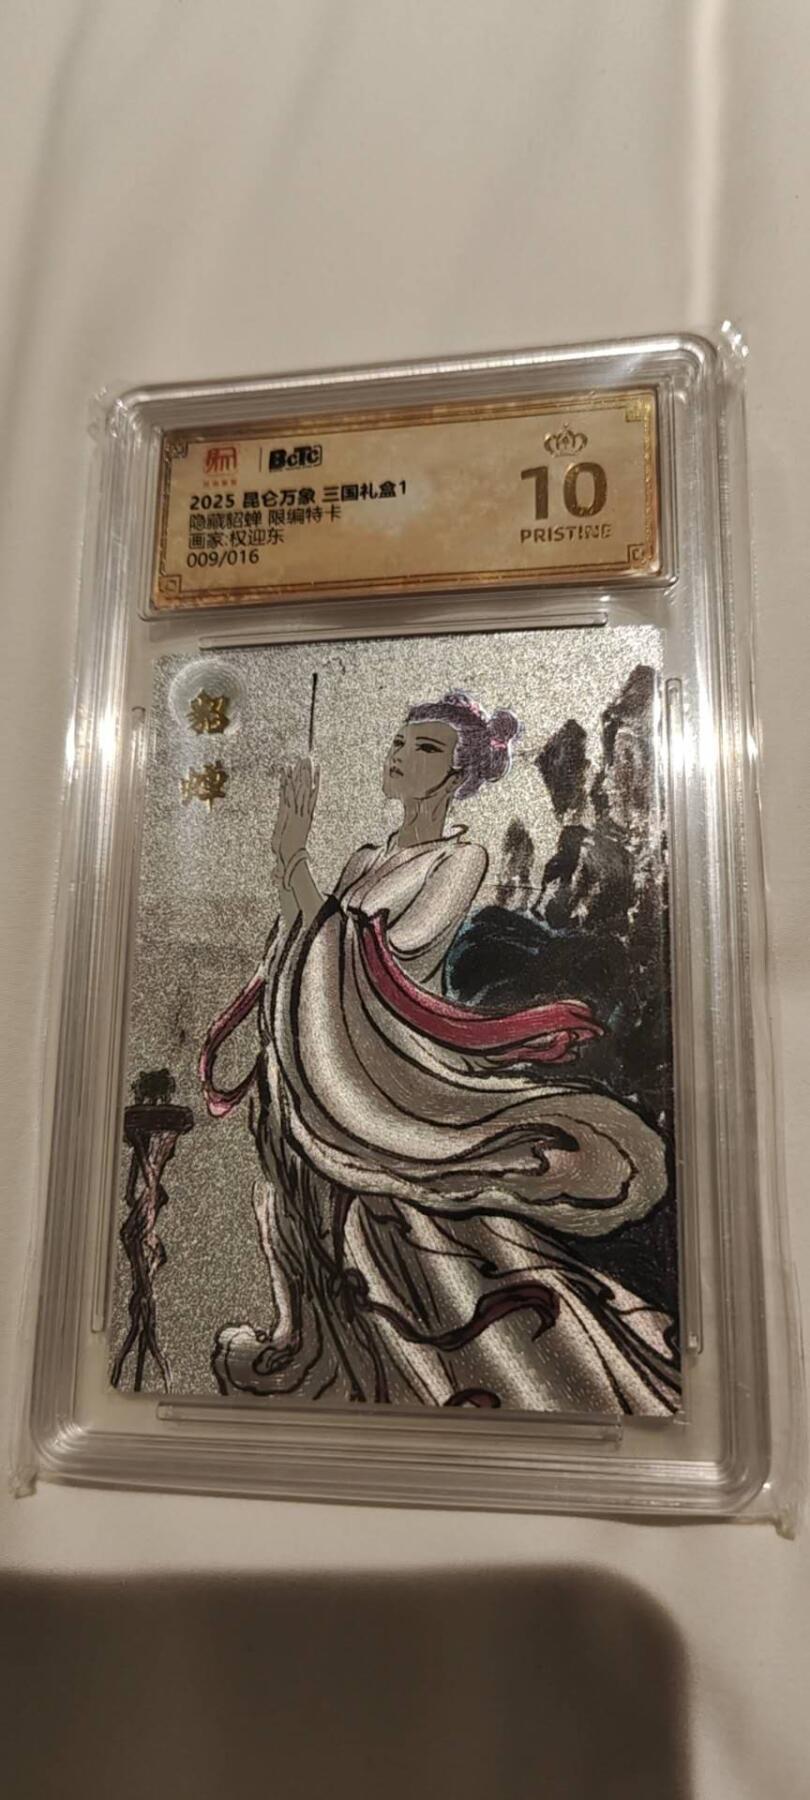 BCTC
2025 昆仑万象 三国礼盒1
隐藏貂蝉 限编特卡
画家:权迎东
009/016
10
PRISTINE
貂
蝉